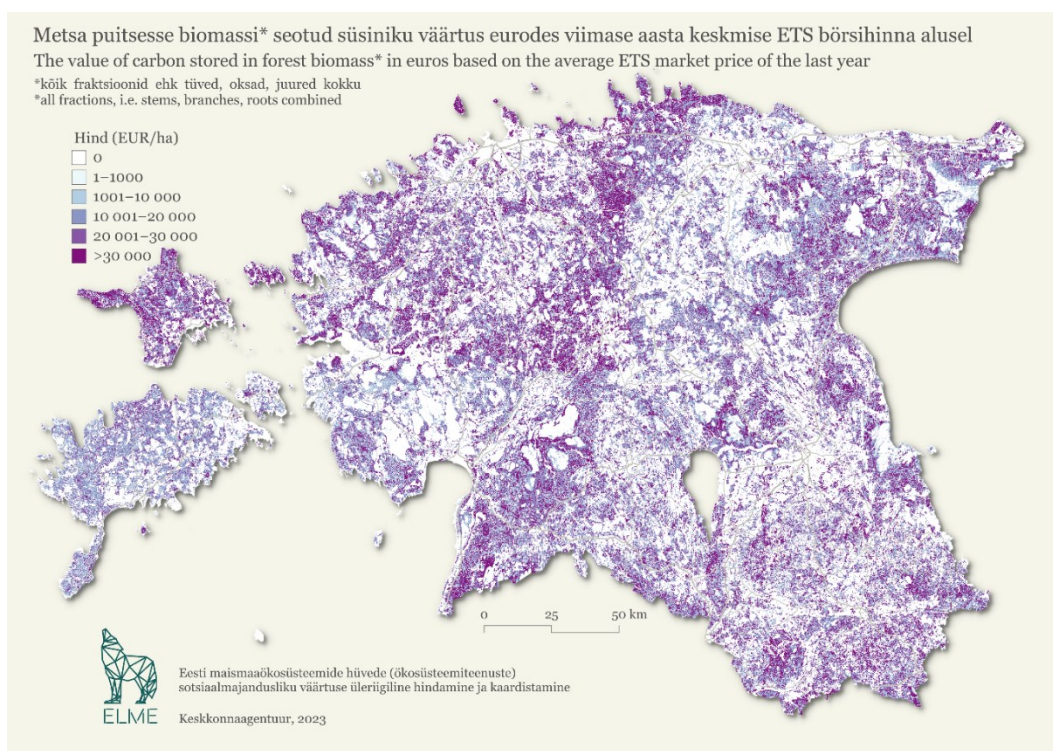 Metsa puitsesse biomassi* seotud süsiniku väärtus eurodes viimase aasta keskmise ETS börsihinna alusel
The value of carbon stored in forest biomass* in euros based on the average ETS market price of the last year
*kõik fraktsioonid ehk tüved, oksad, juured kokku
*all fractions, i.e. stems, branches, roots combined
Hind (EUR/ha)
0
1–1000
1001–10 000
10 001–20 000
20 001–30 000
>30 000
0 25 50 km
Eesti maismaaökosüsteemide hüvede (ökosüsteemiteenuste)
sotsiaalmajandusliku väärtuse üleriigiline hindamine ja kaardistamine
ELME
Keskkonnaagentuur, 2023